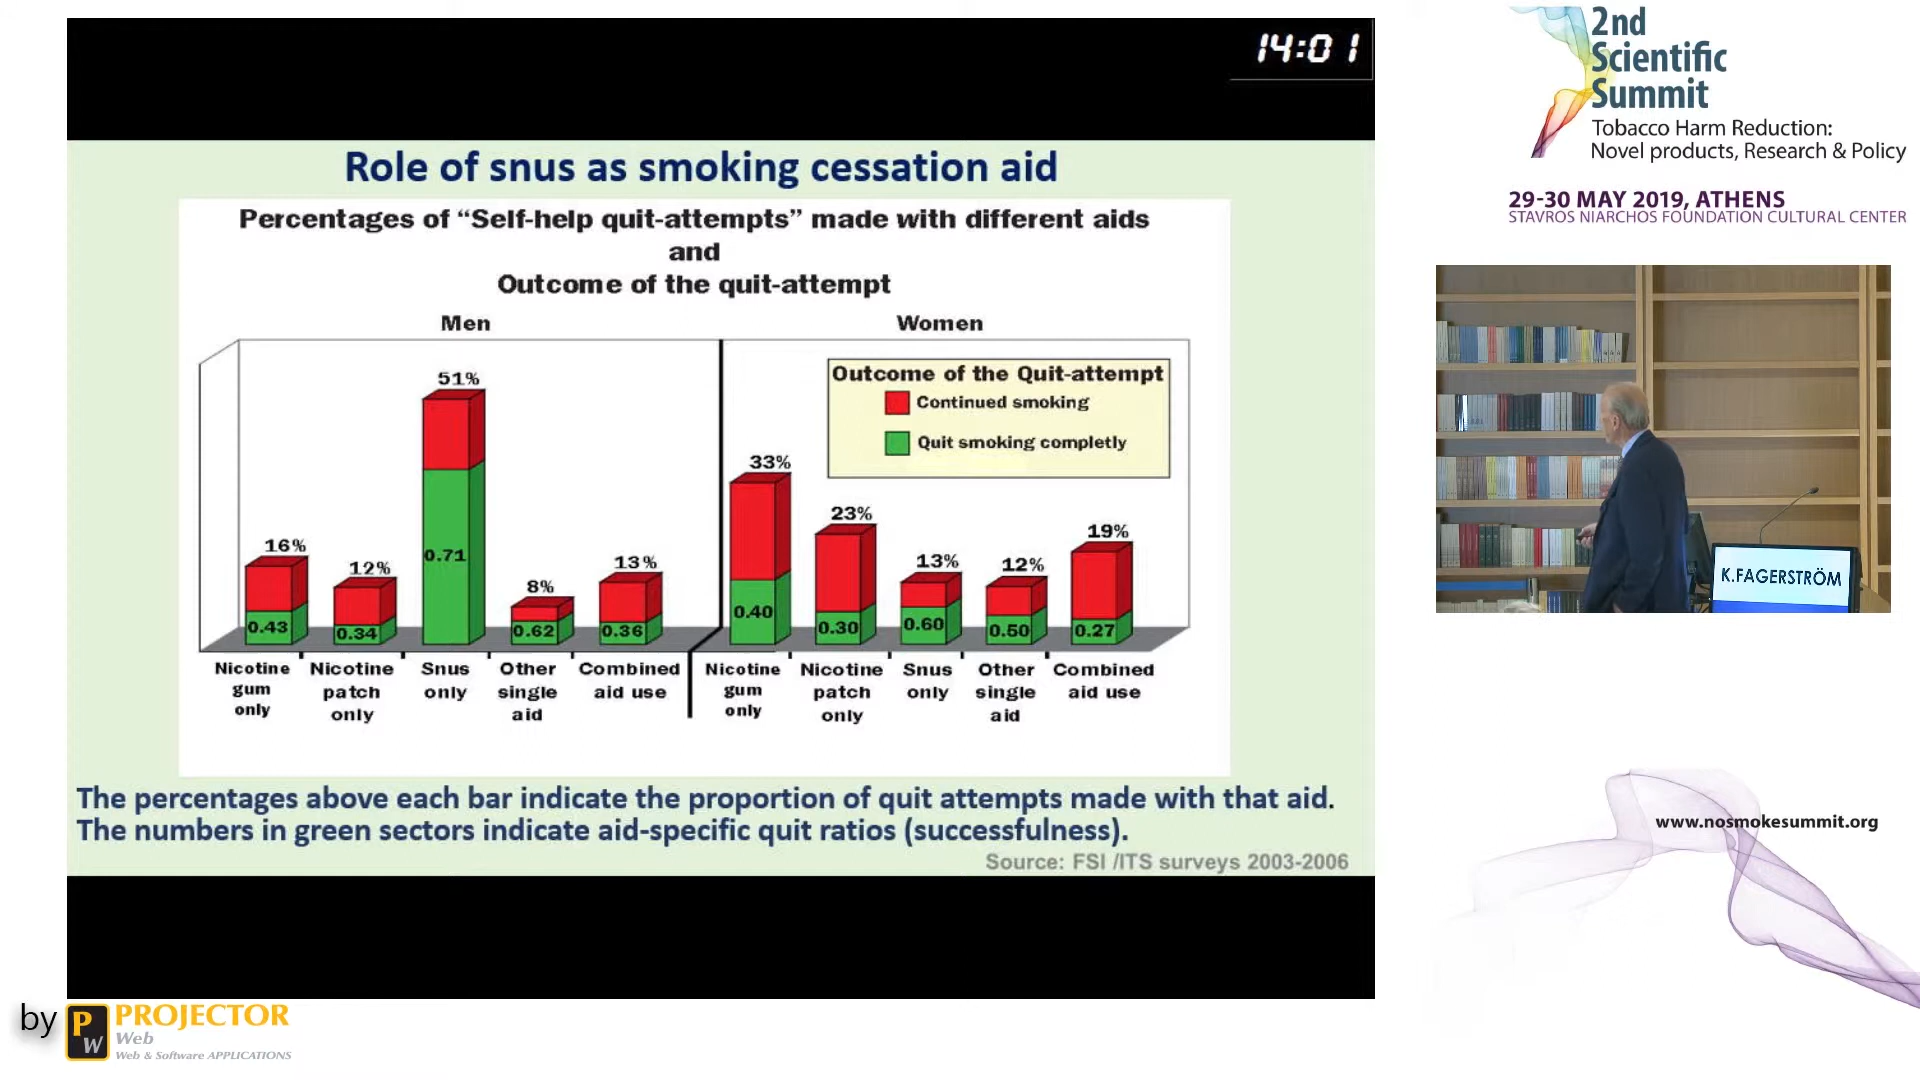 14:01
Role of snus as smoking cessation aid
Percentages of “Self-help quit-attempts” made with different aids
and
Outcome of the quit-attempt
Men
Women
Outcome of the Quit-attempt
Continued smoking
Quit smoking completly
16%
12%
51%
8%
13%
33%
23%
13%
12%
19%
0.43
0.34
0.71
0.62
0.36
0.40
0.30
0.60
0.50
0.27
Nicotine
gum
only
Nicotine
patch
only
Snus
only
Other
single
aid
Combined
aid use
Nicotine
gum
only
Nicotine
patch
only
Snus
only
Other
single
aid
Combined
aid use
The percentages above each bar indicate the proportion of quit attempts made with that aid.
The numbers in green sectors indicate aid-specific quit ratios (successfulness).
Source: FSI /ITS surveys 2003-2006
2nd
Scientific
Summit
Tobacco Harm Reduction:
Novel products, Research & Policy
29-30 MAY 2019, ATHENS
STAVROS NIARCHOS FOUNDATION CULTURAL CENTER
K.FAGERSTRÖM
www.nosmokesummit.org
by
PW
PROJECTOR
Web
Web & Software APPLICATIONS